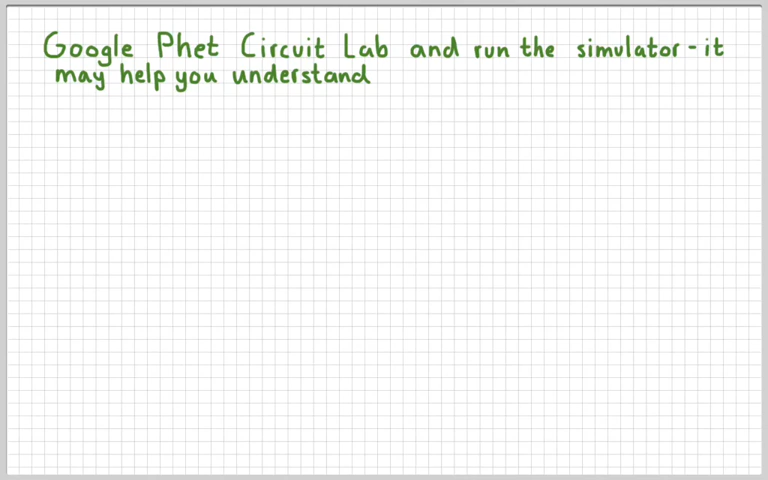 Google Phet Circuit Lab and run the simulator - it
may help you understand